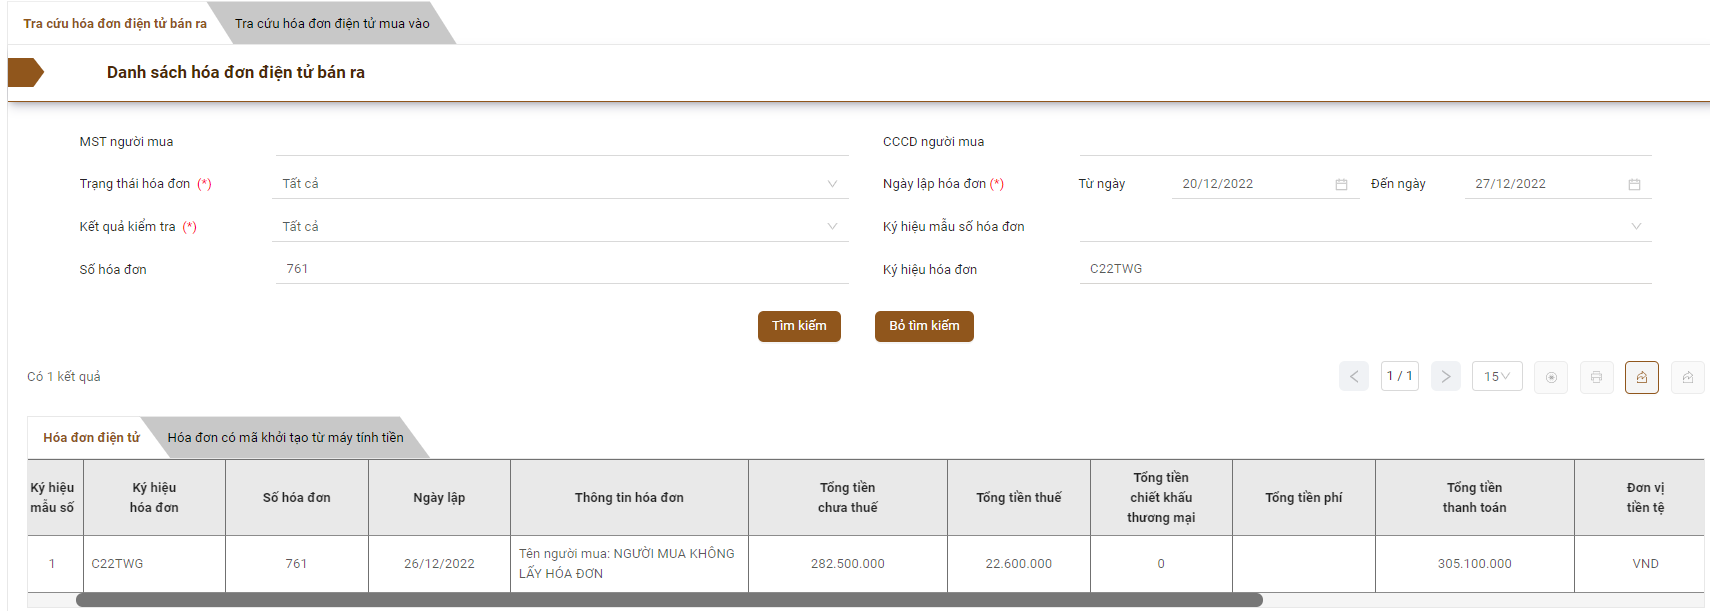 Tra cứu hóa đơn điện tử bán ra
Tra cứu hóa đơn điện tử mua vào
Danh sách hóa đơn điện tử bán ra
MST người mua
CCCD người mua
Trạng thái hóa đơn (*)
Tất cả
Ngày lập hóa đơn (*)
Từ ngày
20/12/2022
Đến ngày
27/12/2022
Kết quả kiểm tra (*)
Tất cả
Ký hiệu mẫu số hóa đơn
Số hóa đơn
761
Ký hiệu hóa đơn
C22TWG
Tìm kiếm
Bỏ tìm kiếm
Có 1 kết quả
1 / 1
15
Hóa đơn điện tử
Hóa đơn có mã khởi tạo từ máy tính tiền
Ký hiệu
mẫu số
Ký hiệu
hóa đơn
Số hóa đơn
Ngày lập
Thông tin hóa đơn
Tổng tiền
chưa thuế
Tổng tiền thuế
Tổng tiền
chiết khấu
thương mại
Tổng tiền phí
Tổng tiền
thanh toán
Đơn vị
tiền tệ
1
C22TWG
761
26/12/2022
Tên người mua: NGƯỜI MUA KHÔNG
LẤY HÓA ĐƠN
282.500.000
22.600.000
0
305.100.000
VND